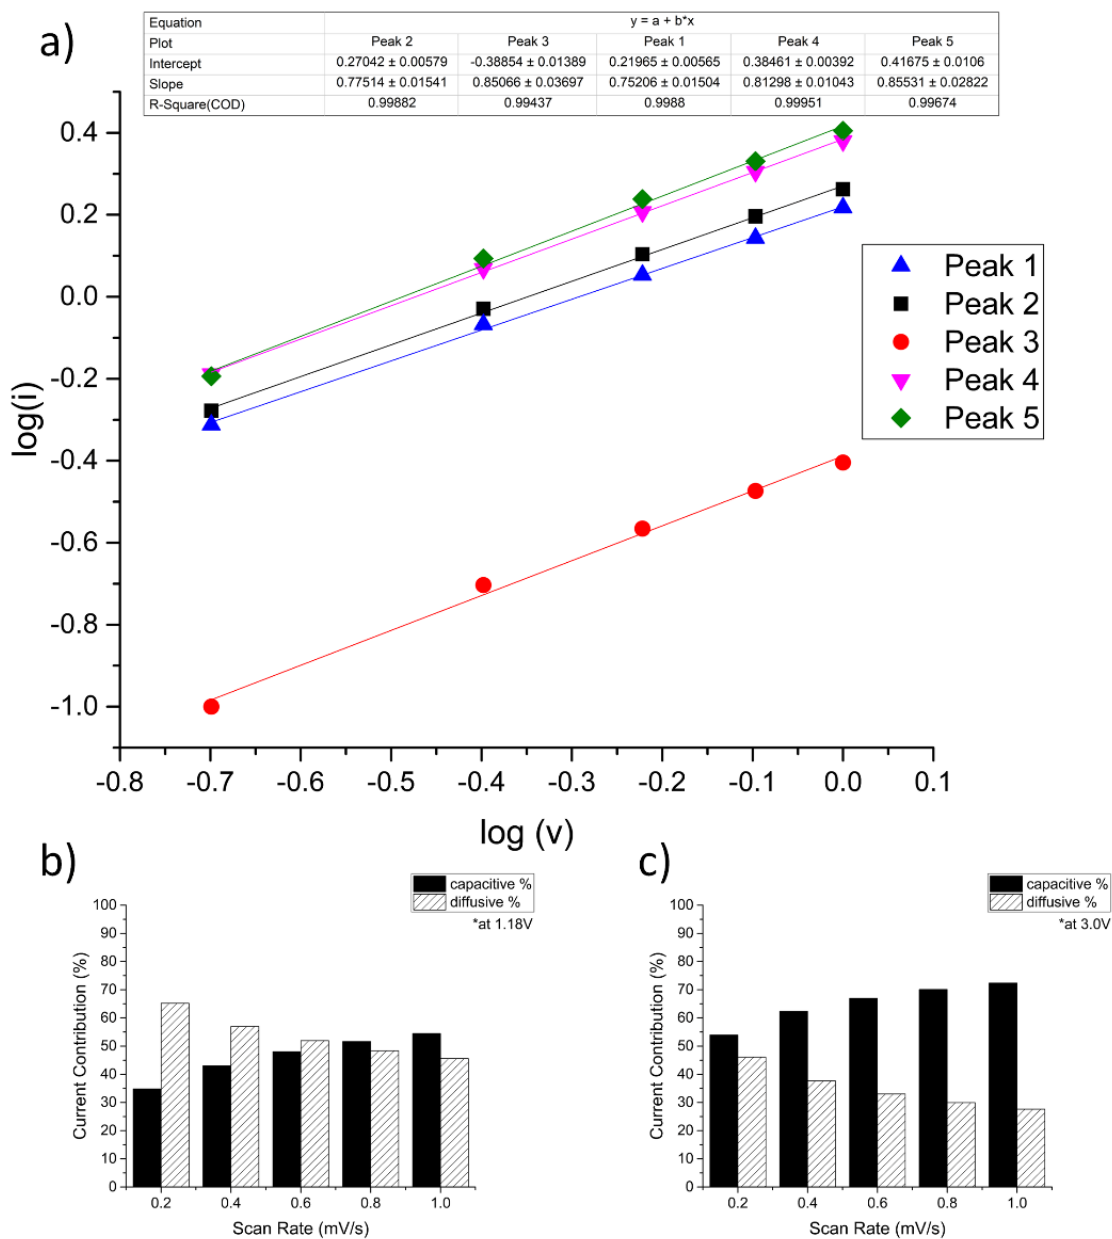 a)
Equation y = a + b*x
Plot Peak 2 Peak 3 Peak 1 Peak 4 Peak 5
Intercept 0.27042 ± 0.00579 -0.38854 ± 0.01389 0.21965 ± 0.00565 0.38461 ± 0.00392 0.41675 ± 0.0106
Slope 0.77514 ± 0.01541 0.85066 ± 0.03697 0.75206 ± 0.01504 0.81298 ± 0.01043 0.85531 ± 0.02822
R-Square(COD) 0.99882 0.99437 0.9988 0.99951 0.99674
0.4
0.2
0.0
-0.2
-0.4
-0.6
-0.8
-1.0
log(i)
Peak 1
Peak 2
Peak 3
Peak 4
Peak 5
-0.8 -0.7 -0.6 -0.5 -0.4 -0.3 -0.2 -0.1 0.0 0.1
log (v)
b)
capacitive %
diffusive %
*at 1.18V
100
90
80
70
60
50
40
30
20
10
0
Current Contribution (%)
0.2 0.4 0.6 0.8 1.0
Scan Rate (mV/s)
c)
capacitive %
diffusive %
*at 3.0V
100
90
80
70
60
50
40
30
20
10
0
Current Contribution (%)
0.2 0.4 0.6 0.8 1.0
Scan Rate (mV/s)